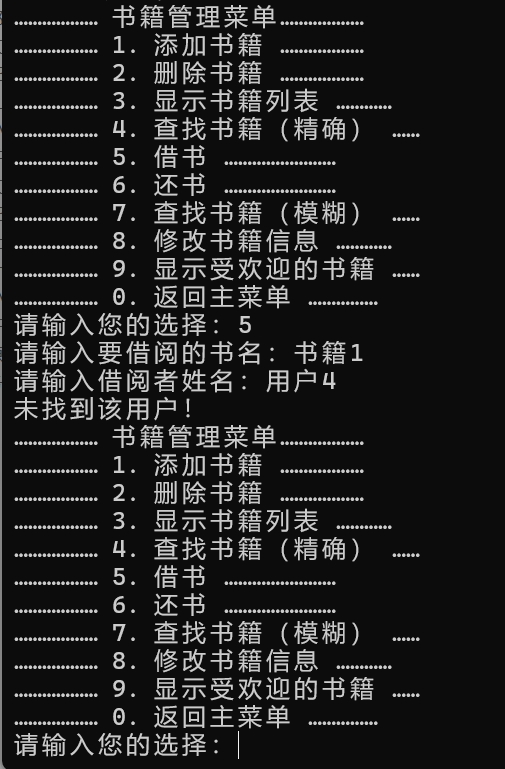 ……………… 书籍管理菜单………………
……………… 1. 添加书籍 ………………
……………… 2. 删除书籍 ………………
……………… 3. 显示书籍列表 …………
……………… 4. 查找书籍（精确） ……
……………… 5. 借书 ……………………
……………… 6. 还书 ……………………
……………… 7. 查找书籍（模糊） ……
……………… 8. 修改书籍信息 …………
……………… 9. 显示受欢迎的书籍 ……
……………… 0. 返回主菜单 ……………
请输入您的选择: 5
请输入要借阅的书名: 书籍1
请输入借阅者姓名: 用户4
未找到该用户!
……………… 书籍管理菜单………………
……………… 1. 添加书籍 ………………
……………… 2. 删除书籍 ………………
……………… 3. 显示书籍列表 …………
……………… 4. 查找书籍（精确） ……
……………… 5. 借书 ……………………
……………… 6. 还书 ……………………
……………… 7. 查找书籍（模糊） ……
……………… 8. 修改书籍信息 …………
……………… 9. 显示受欢迎的书籍 ……
……………… 0. 返回主菜单 ……………
请输入您的选择: